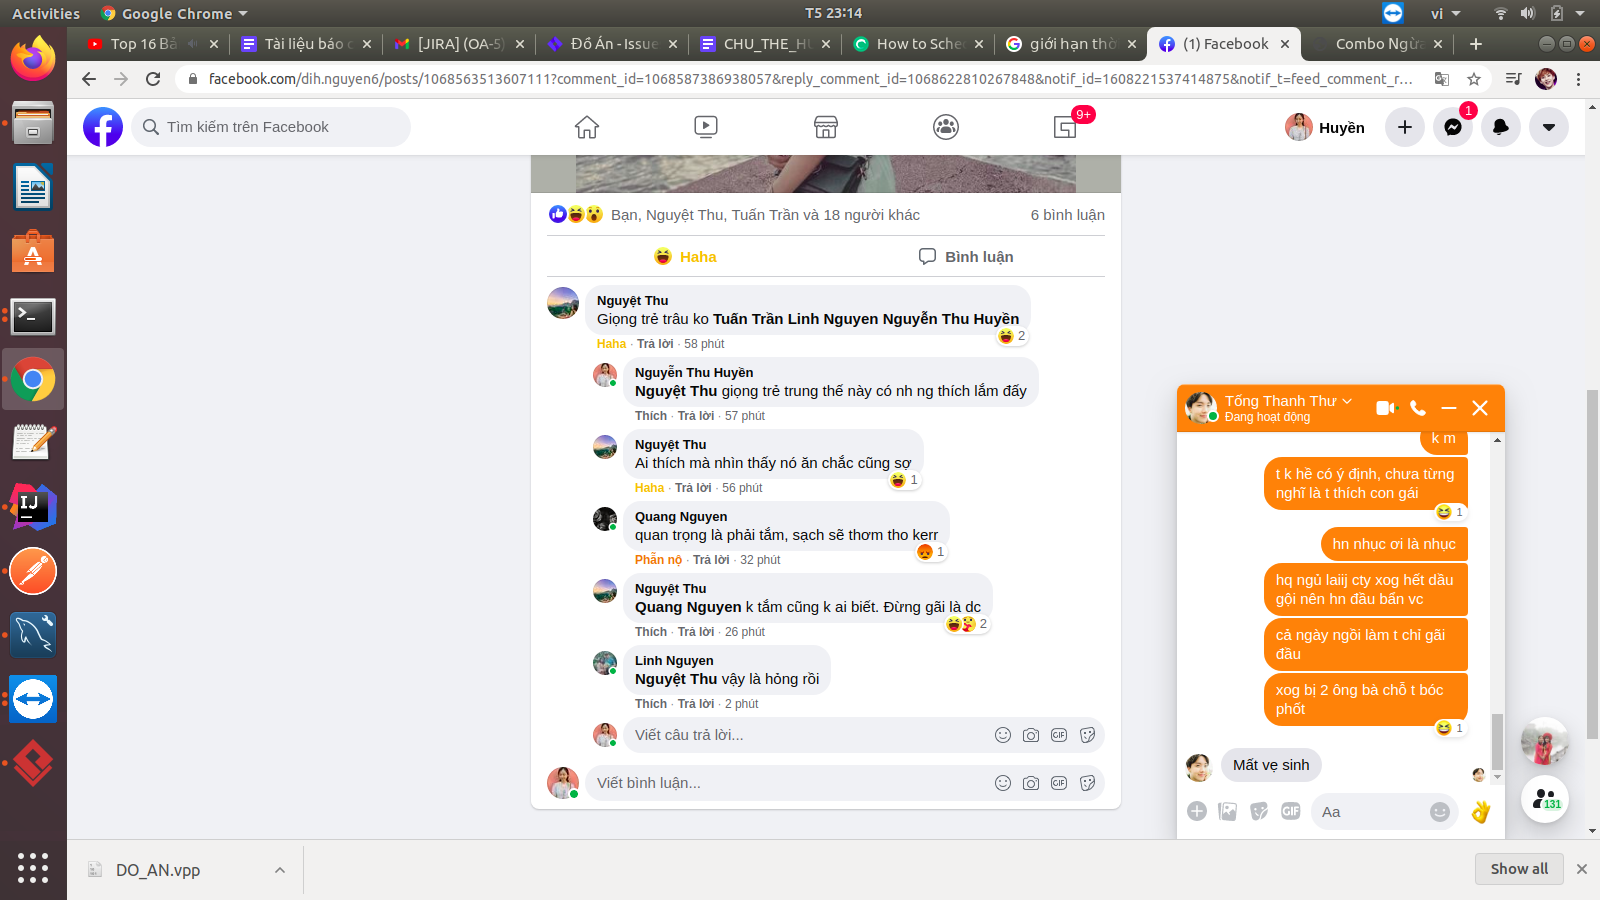 Activities
Google Chrome
T5 23:14
vi
Top 16 Bả
Tài liệu báo c
[JIRA] (OA-5)
Đồ Án - Issue
CHU_THE_HU
How to Sche
giới hạn thờ
(1) Facebook
Combo Ngừa
facebook.com/dih.nguyen6/posts/1068563513607111?comment_id=1068587386938057&reply_comment_id=1068622810267848&notif_id=1608221537414875&notif_t=feed_comment_r...
Tìm kiếm trên Facebook
9+
Huyền
1
Bạn, Nguyệt Thu, Tuấn Trần và 18 người khác
6 bình luận
Haha
Bình luận
Nguyệt Thu
Giọng trẻ trâu ko Tuấn Trần Linh Nguyen Nguyễn Thu Huyền
2
Haha · Trả lời · 58 phút
Nguyễn Thu Huyền
Nguyệt Thu giọng trẻ trung thế này có nh ng thích lắm đấy
Thích · Trả lời · 57 phút
Nguyệt Thu
Ai thích mà nhìn thấy nó ăn chắc cũng sợ
1
Haha · Trả lời · 56 phút
Quang Nguyen
quan trọng là phải tắm, sạch sẽ thơm tho kerr
1
Phẫn nộ · Trả lời · 32 phút
Nguyệt Thu
Quang Nguyen k tắm cũng k ai biết. Đừng gãi là dc
2
Thích · Trả lời · 26 phút
Linh Nguyen
Nguyệt Thu vậy là hỏng rồi
Thích · Trả lời · 2 phút
Viết câu trả lời...
GIF
Viết bình luận...
GIF
Tống Thanh Thư
Đang hoạt động
k m
t k hề có ý định, chưa từng
nghĩ là t thích con gái
1
hn nhục ơi là nhục
hq ngủ laiij cty xog hết dầu
gội nên hn đầu bẩn vc
cả ngày ngồi làm t chỉ gãi
đầu
xog bị 2 ông bà chỗ t bóc
phốt
1
Mất vẹ sinh
GIF
Aa
131
DO_AN.vpp
Show all